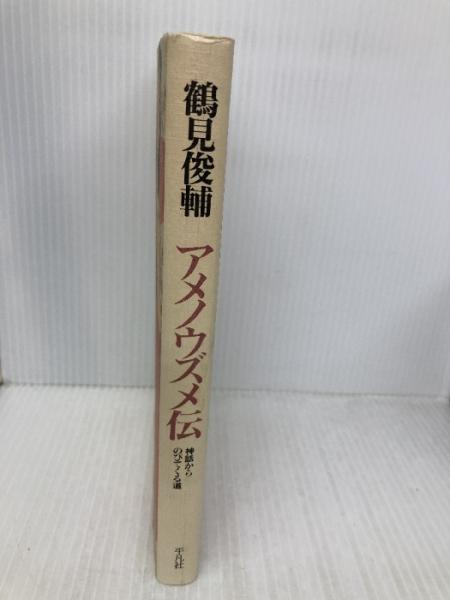 鶴見俊輔
アメノウズメ伝
神話から
のびてくる道
平凡社